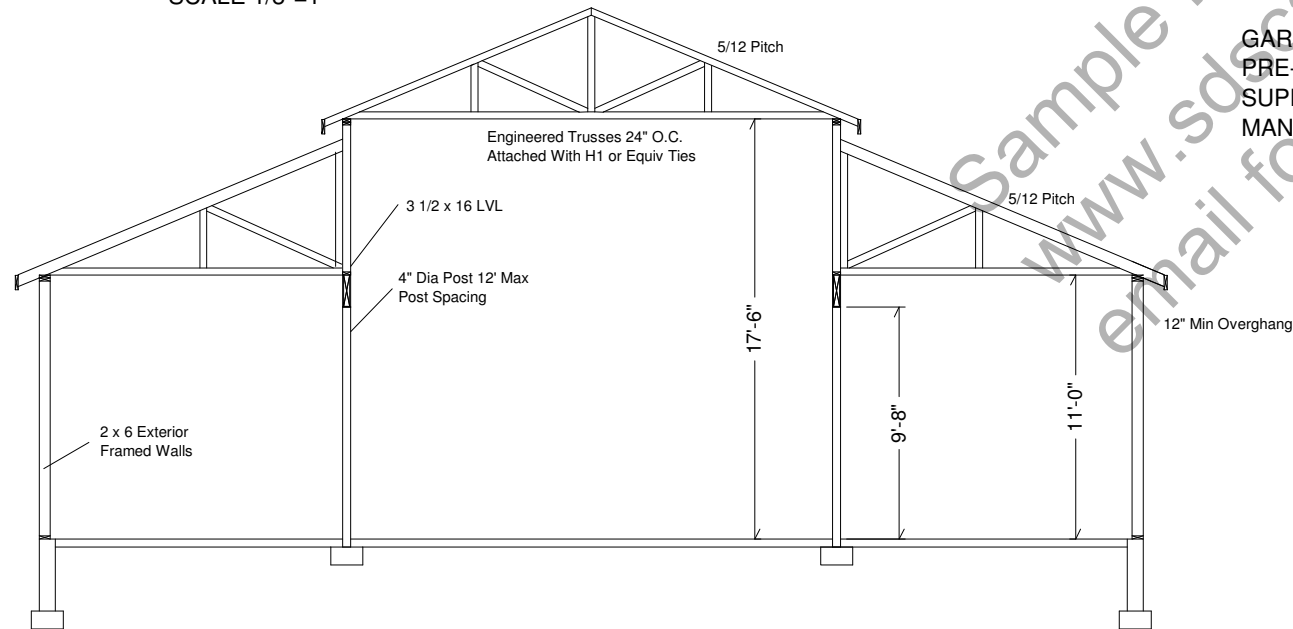 5/12 Pitch
Engineered Trusses 24" O.C.
Attached With H1 or Equiv Ties
3 1/2 x 16 LVL
5/12 Pitch
4" Dia Post 12' Max
Post Spacing
12" Min Overghang
17'-6"
9'-8"
11'-0"
2 x 6 Exterior
Framed Walls
Sample